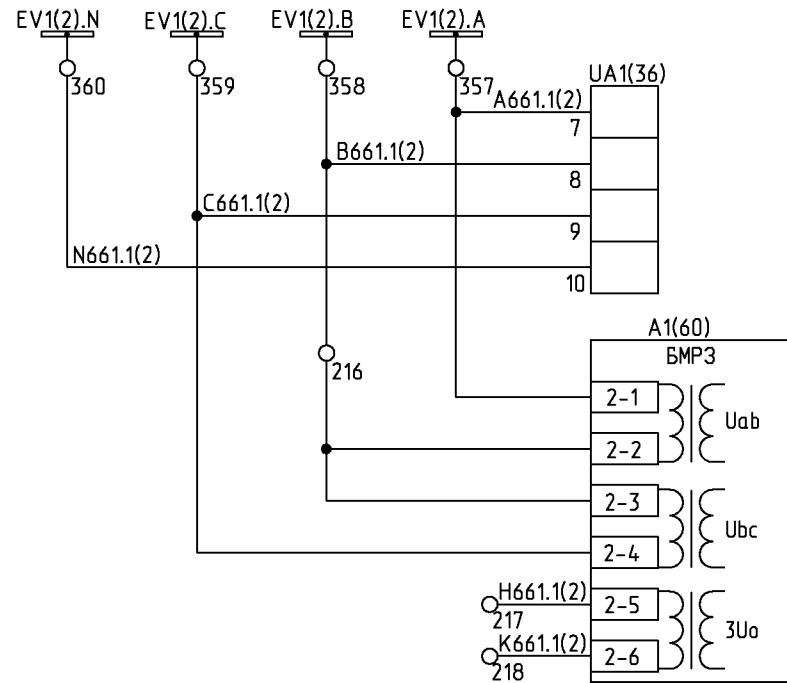 EV1(2).N EV1(2).C EV1(2).B EV1(2).A
360 359 358 357
UA1(36)
A661.1(2)
7
B661.1(2)
8
C661.1(2)
9
N661.1(2)
10
A1(60)
БМРЗ
216
2-1
Uab
2-2
2-3
Ubc
2-4
H661.1(2)
2-5
217
3Uo
K661.1(2)
2-6
218